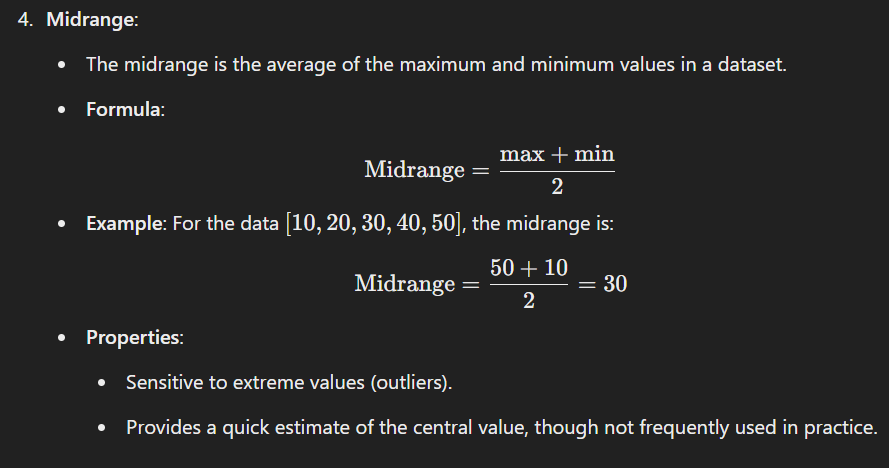 4. Midrange:
• The midrange is the average of the maximum and minimum values in a dataset.
• Formula:
Midrange = \frac{max + min}{2}
• Example: For the data [10, 20, 30, 40, 50], the midrange is:
Midrange = \frac{50 + 10}{2} = 30
• Properties:
• Sensitive to extreme values (outliers).
• Provides a quick estimate of the central value, though not frequently used in practice.